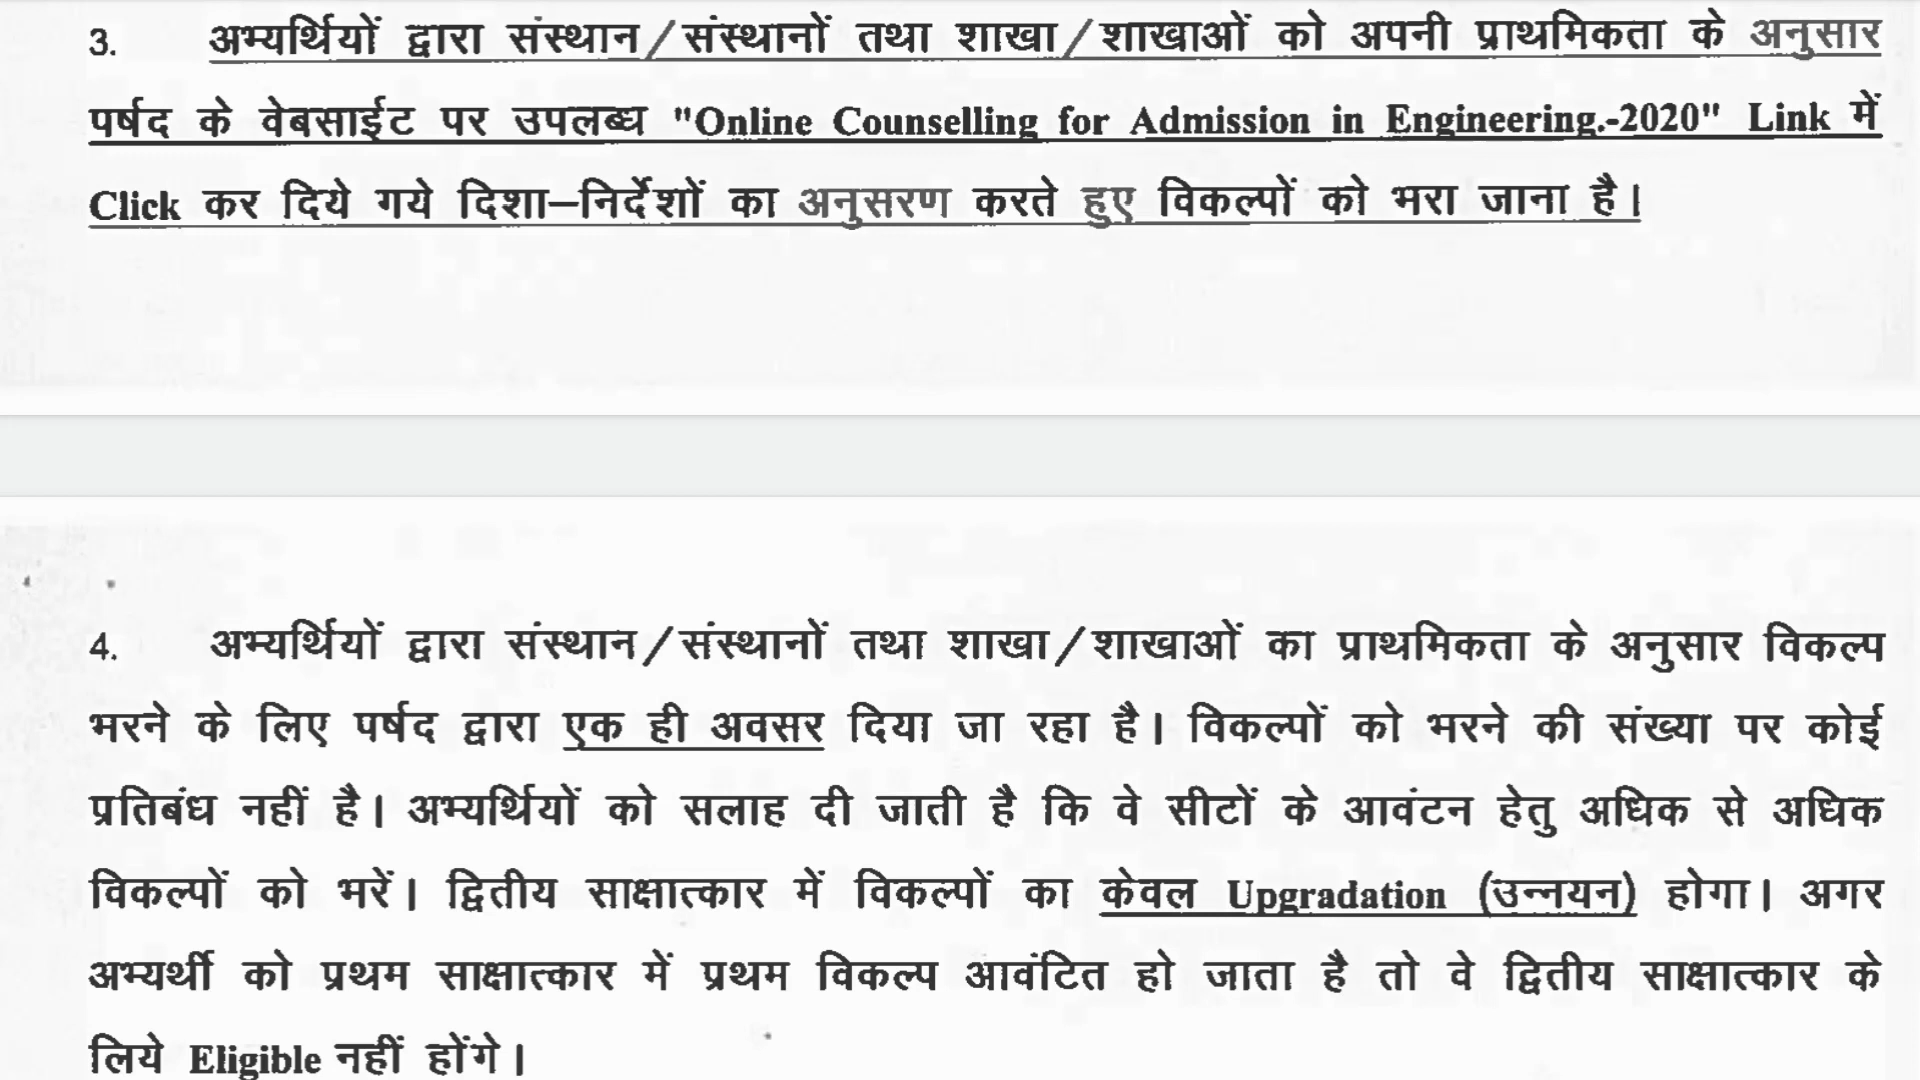 3. अभ्यर्थियों द्वारा संस्थान/संस्थानों तथा शाखा/शाखाओं को अपनी प्राथमिकता के अनुसार
पर्षद के वेबसाईट पर उपलब्ध "Online Counselling for Admission in Engineering.-2020" Link में
Click कर दिये गये दिशा–निर्देशों का अनुसरण करते हुए विकल्पों को भरा जाना है।
4. अभ्यर्थियों द्वारा संस्थान/संस्थानों तथा शाखा/शाखाओं का प्राथमिकता के अनुसार विकल्प
भरने के लिए पर्षद द्वारा एक ही अवसर दिया जा रहा है। विकल्पों को भरने की संख्या पर कोई
प्रतिबंध नहीं है। अभ्यर्थियों को सलाह दी जाती है कि वे सीटों के आवंटन हेतु अधिक से अधिक
विकल्पों को भरें। द्वितीय साक्षात्कार में विकल्पों का केवल Upgradation (उन्नयन) होगा। अगर
अभ्यर्थी को प्रथम साक्षात्कार में प्रथम विकल्प आवंटित हो जाता है तो वे द्वितीय साक्षात्कार के
लिये Eligible नहीं होंगे।